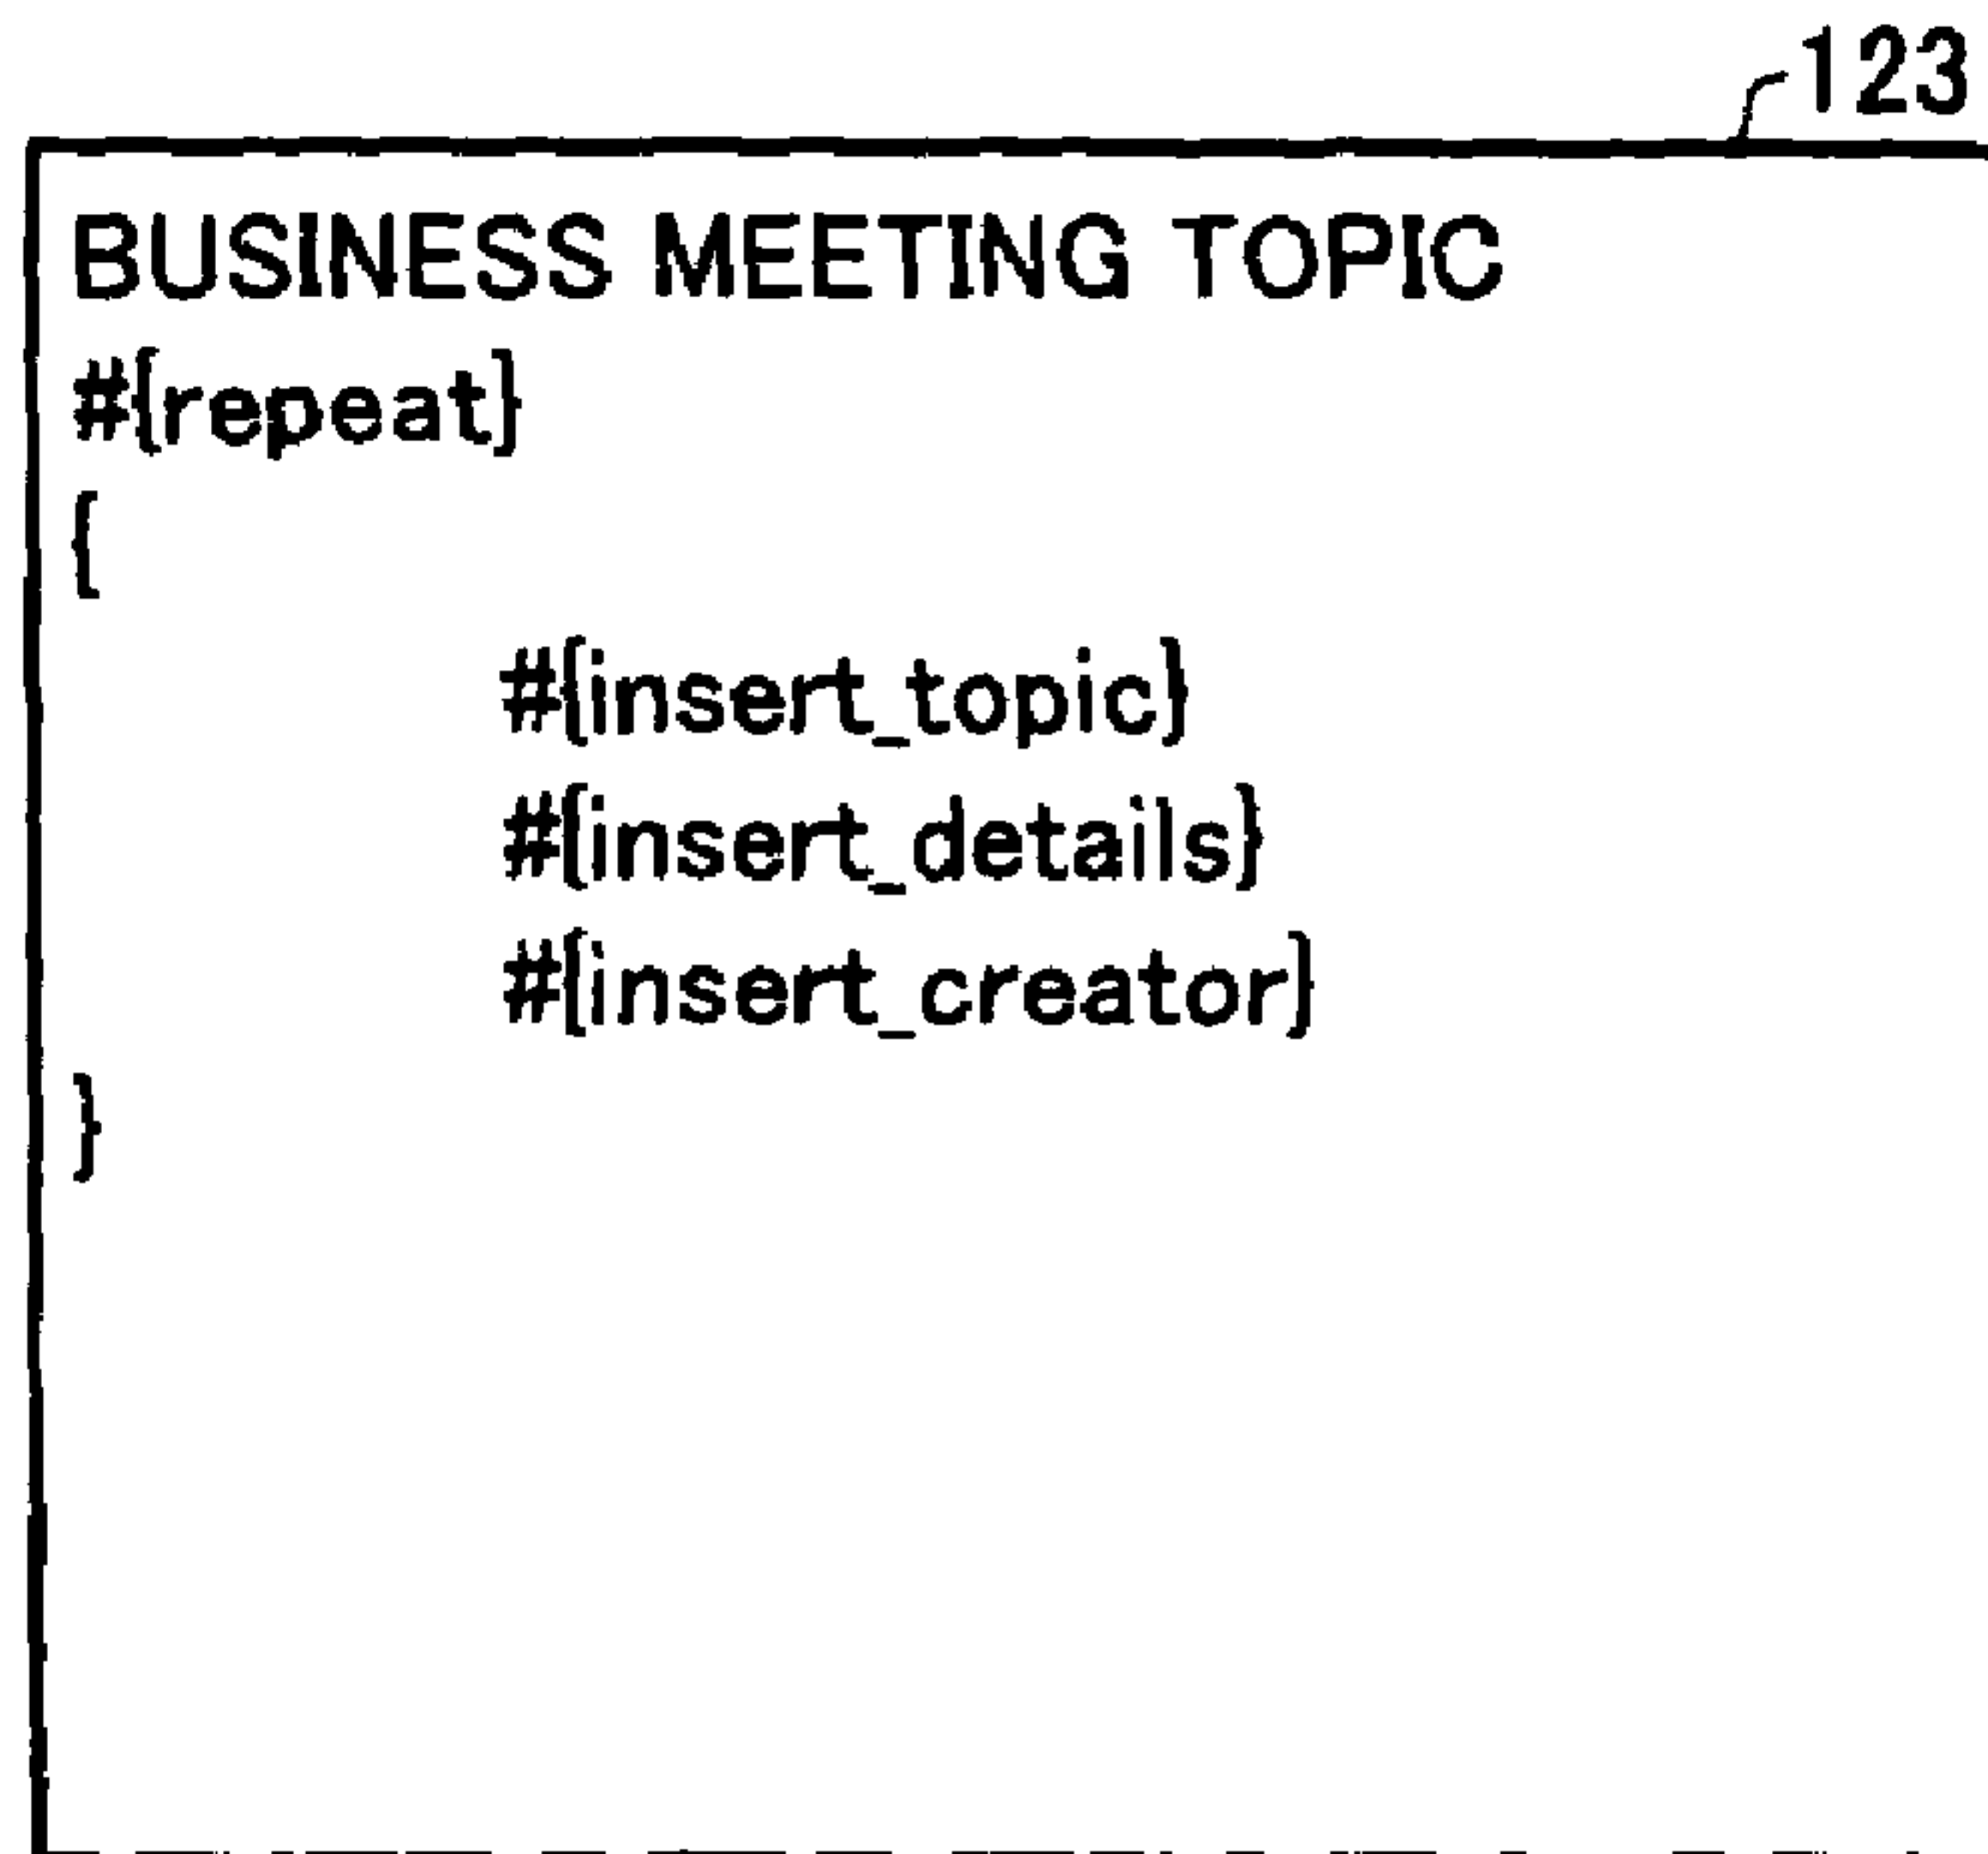 123
BUSINESS MEETING TOPIC
#{repeat}
{
#{insert_topic}
#{insert_details}
#{insert_creator}
}